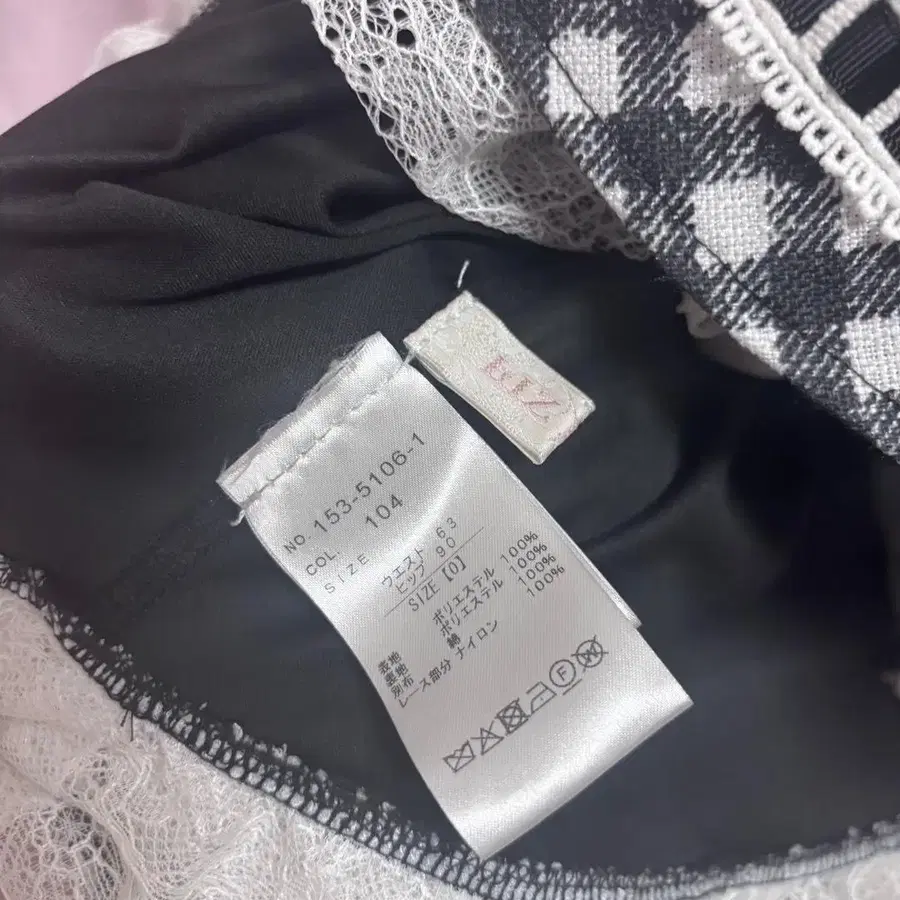 NO. 153-5106-1
COL. 104
SIZE
ウエスト 63
ヒップ 90
SIZE【0】
表地 ポリエステル 100%
裏地 ポリエステル 100%
別布 綿 100%
レース部分 ナイロン 100%
F
W